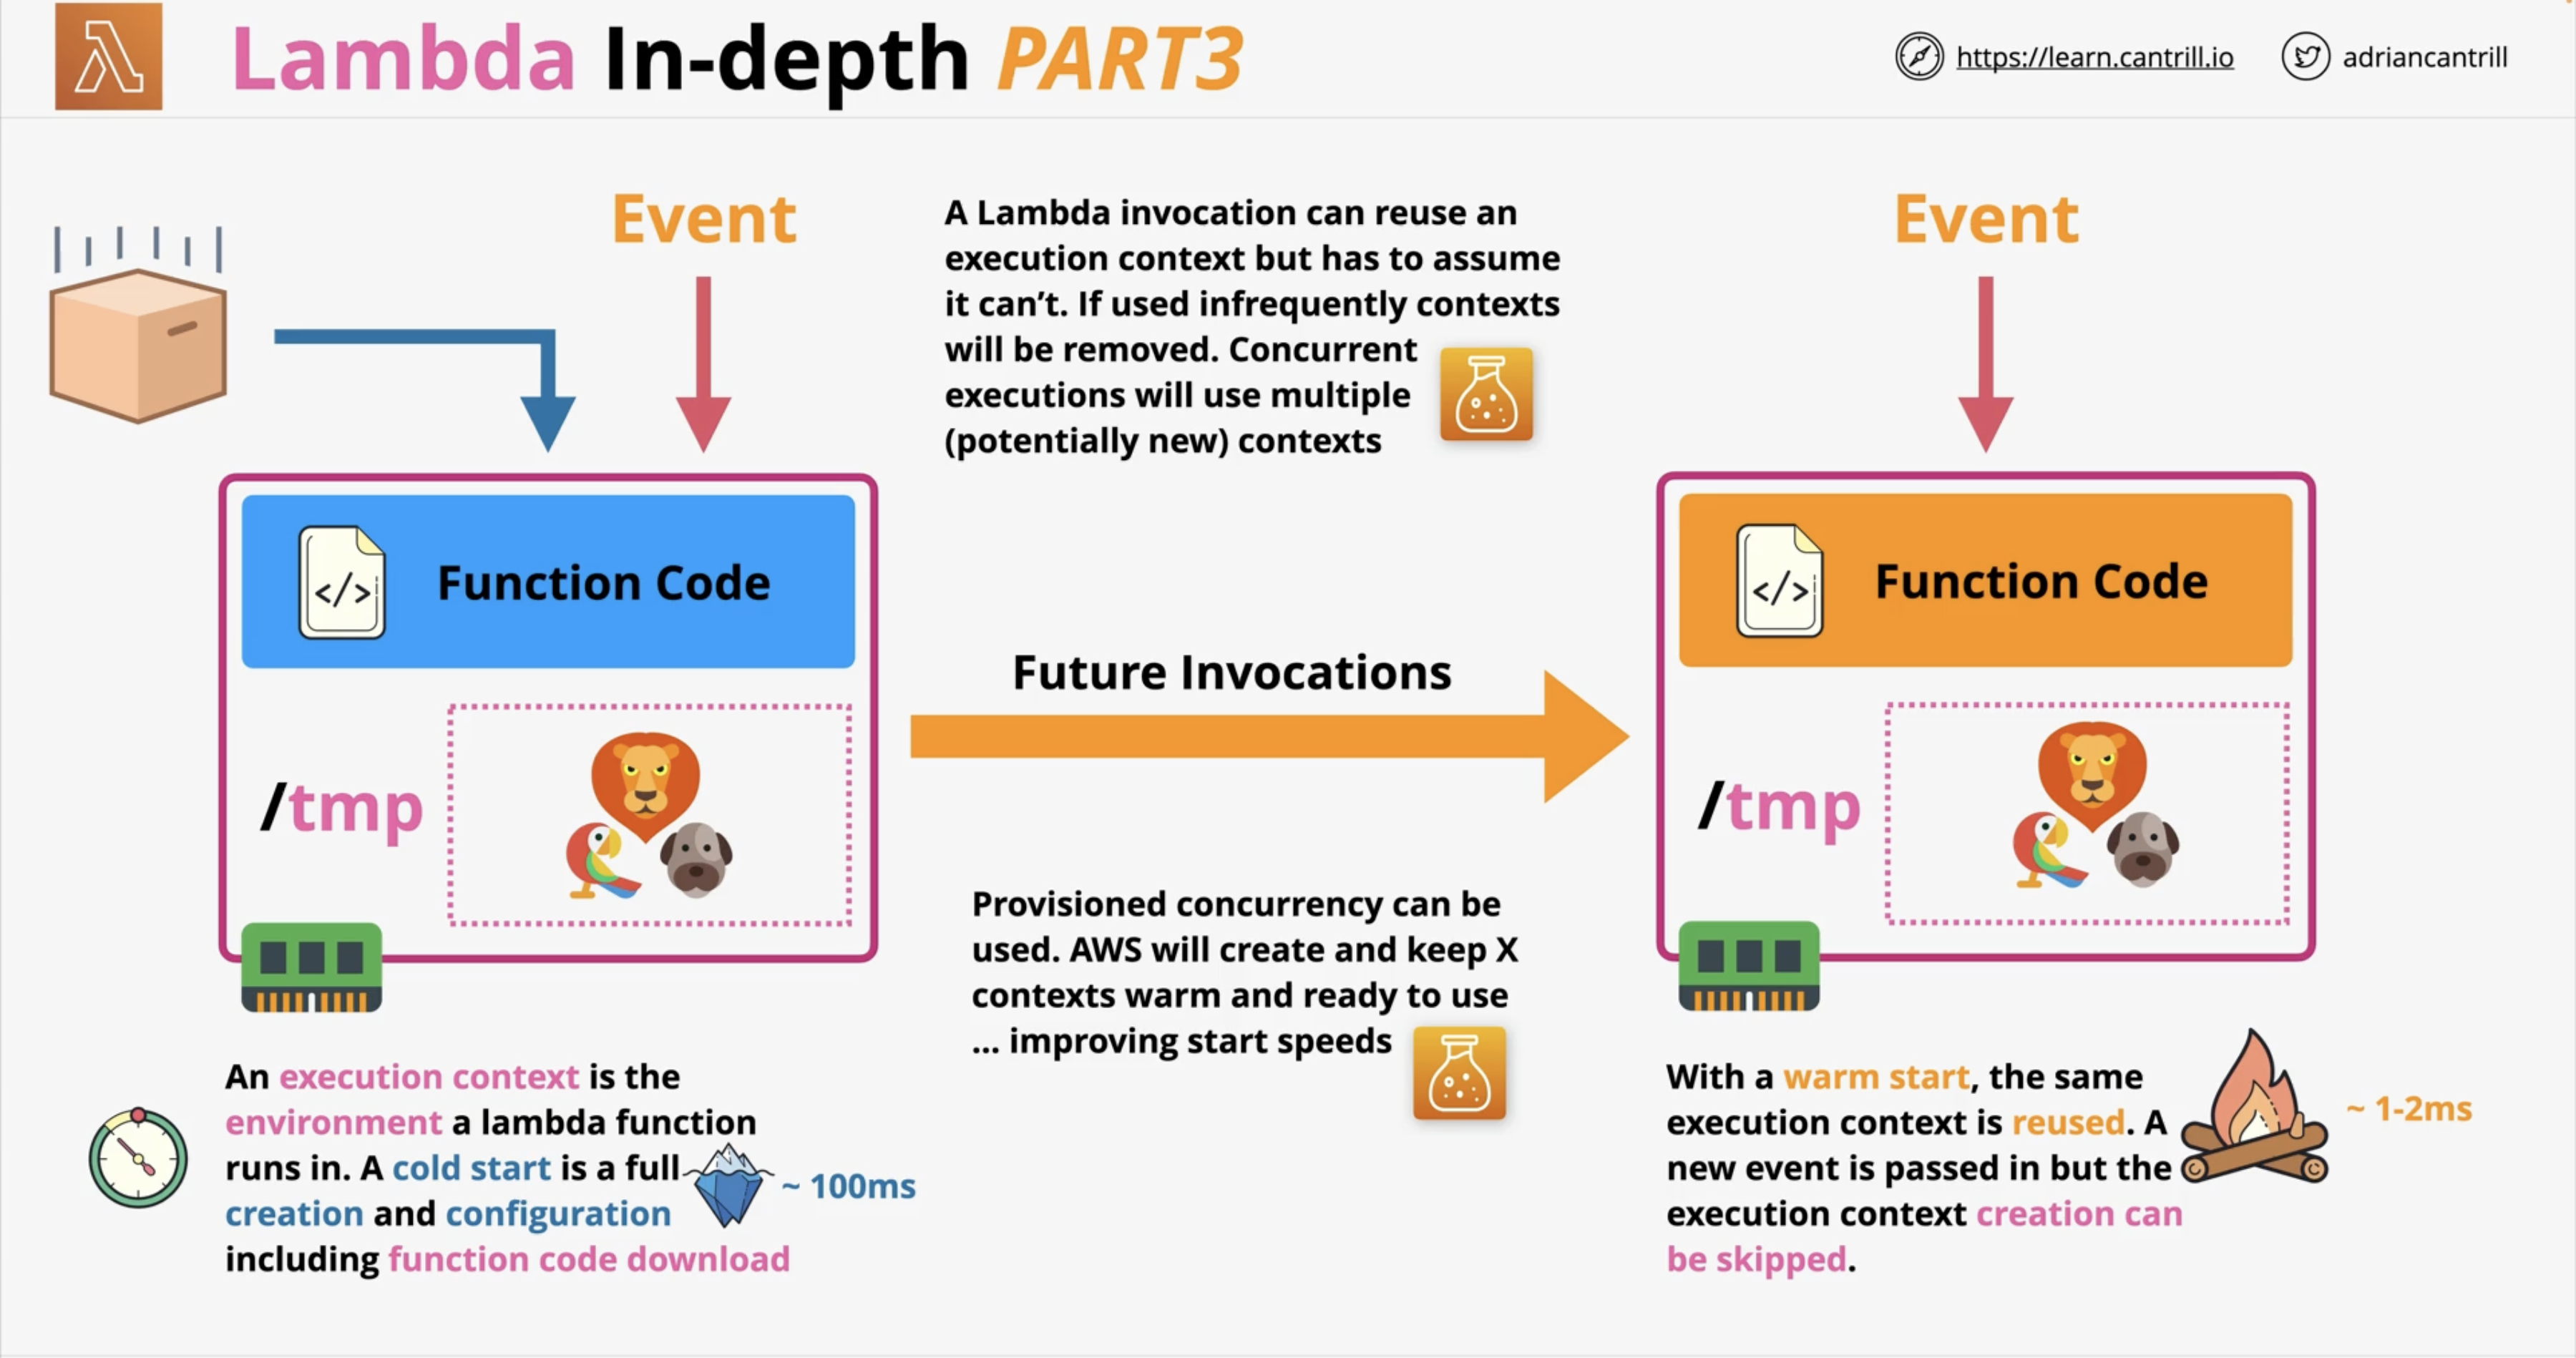 Lambda In-depth PART3
https://learn.cantrill.io
adriancantrill
Event
A Lambda invocation can reuse an
execution context but has to assume
it can’t. If used infrequently contexts
will be removed. Concurrent
executions will use multiple
(potentially new) contexts
Event
</>
Function Code
/tmp
Future Invocations
</>
Function Code
/tmp
Provisioned concurrency can be
used. AWS will create and keep X
contexts warm and ready to use
... improving start speeds
An execution context is the
environment a lambda function
runs in. A cold start is a full
creation and configuration
including function code download
~ 100ms
With a warm start, the same
execution context is reused. A
new event is passed in but the
execution context creation can
be skipped.
~ 1-2ms